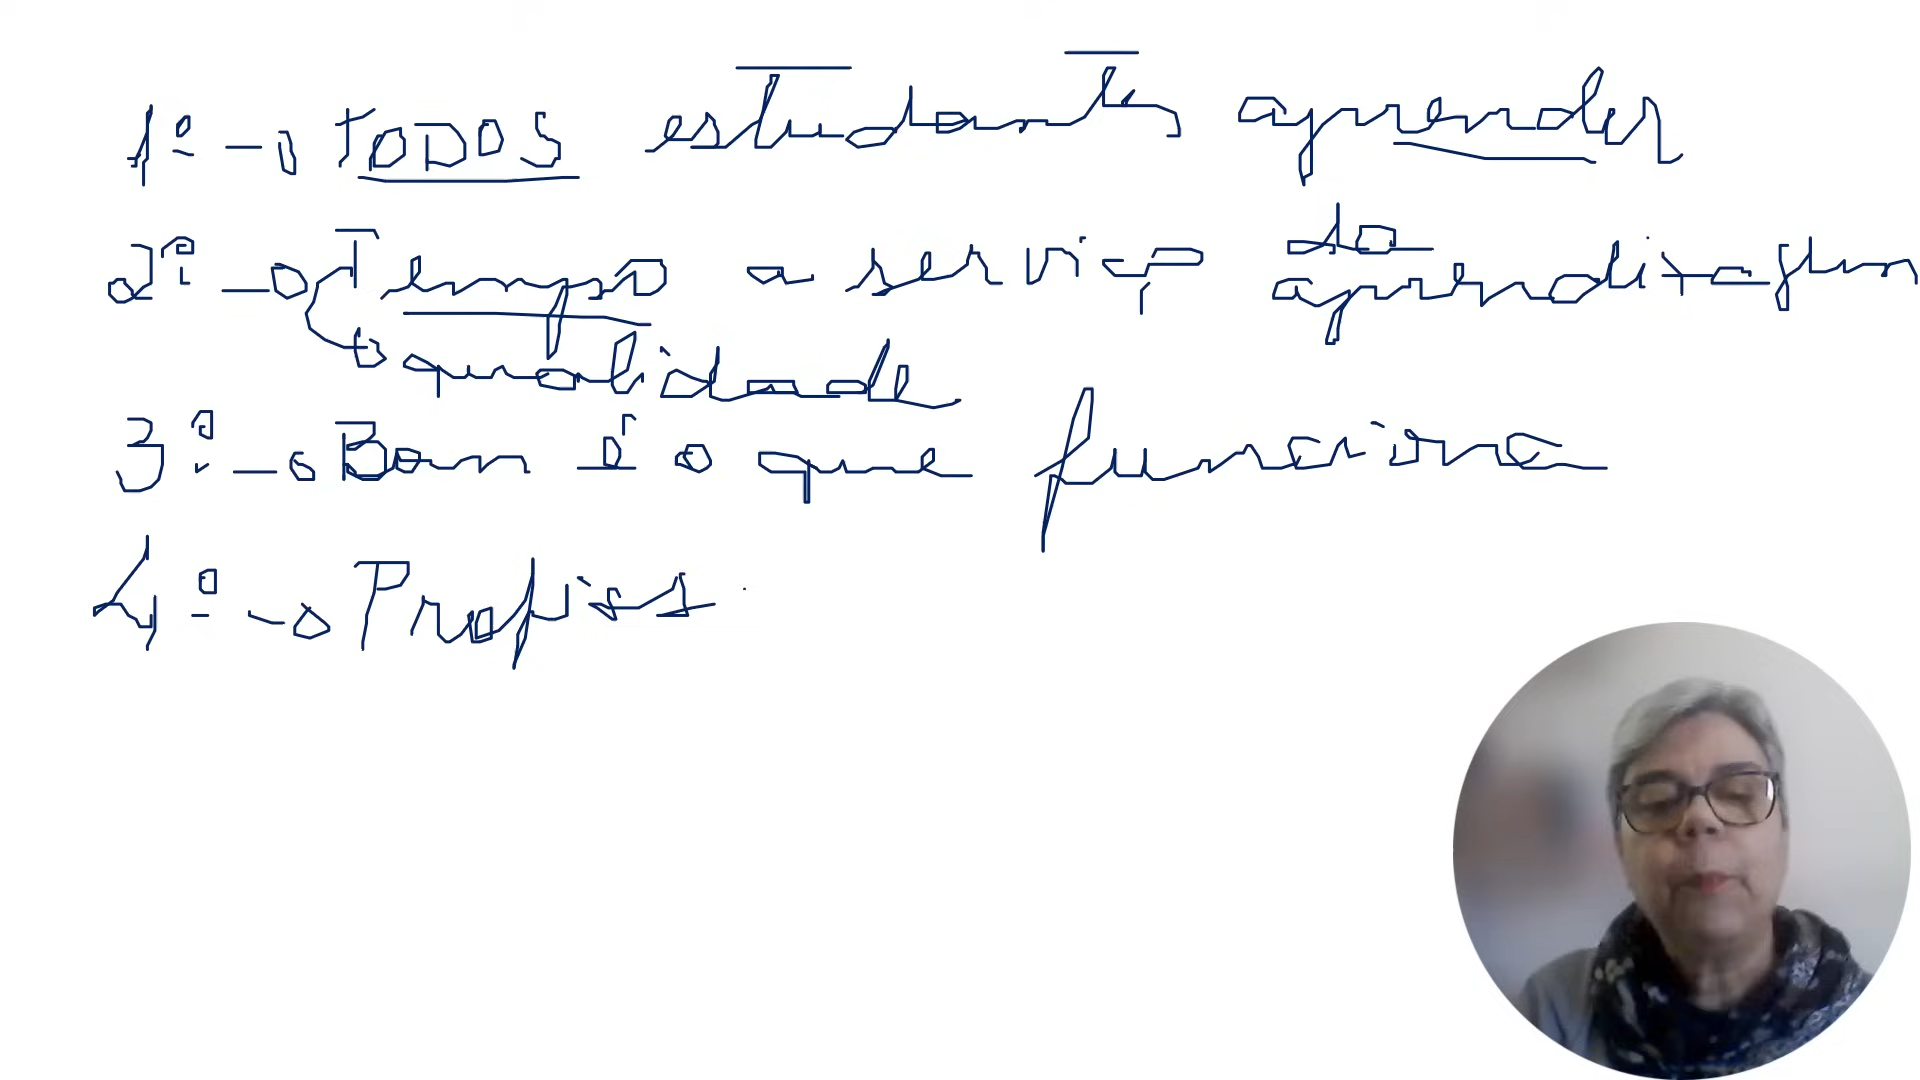 1º → TODOS estudantes aprender
2º → Tempo a serviço da aprendizagem
→ qualidade
3º → Bom é o que funciona
4º → Profiss